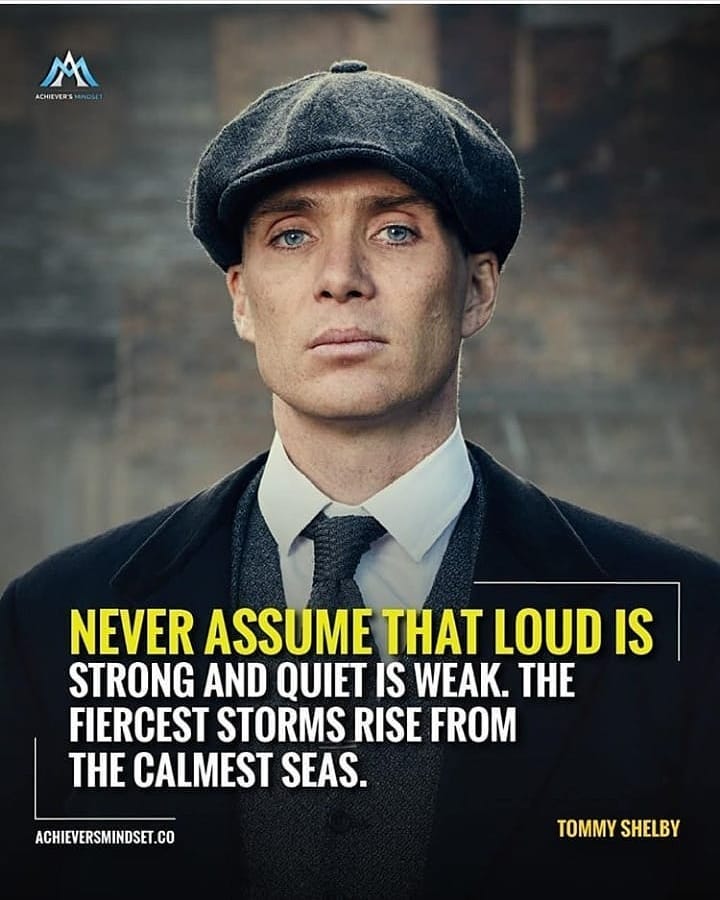 ACHIEVER'S MINDSET
NEVER ASSUME THAT LOUD IS
STRONG AND QUIET IS WEAK. THE
FIERCEST STORMS RISE FROM
THE CALMEST SEAS.
TOMMY SHELBY
ACHIEVERSMINDSET.CO